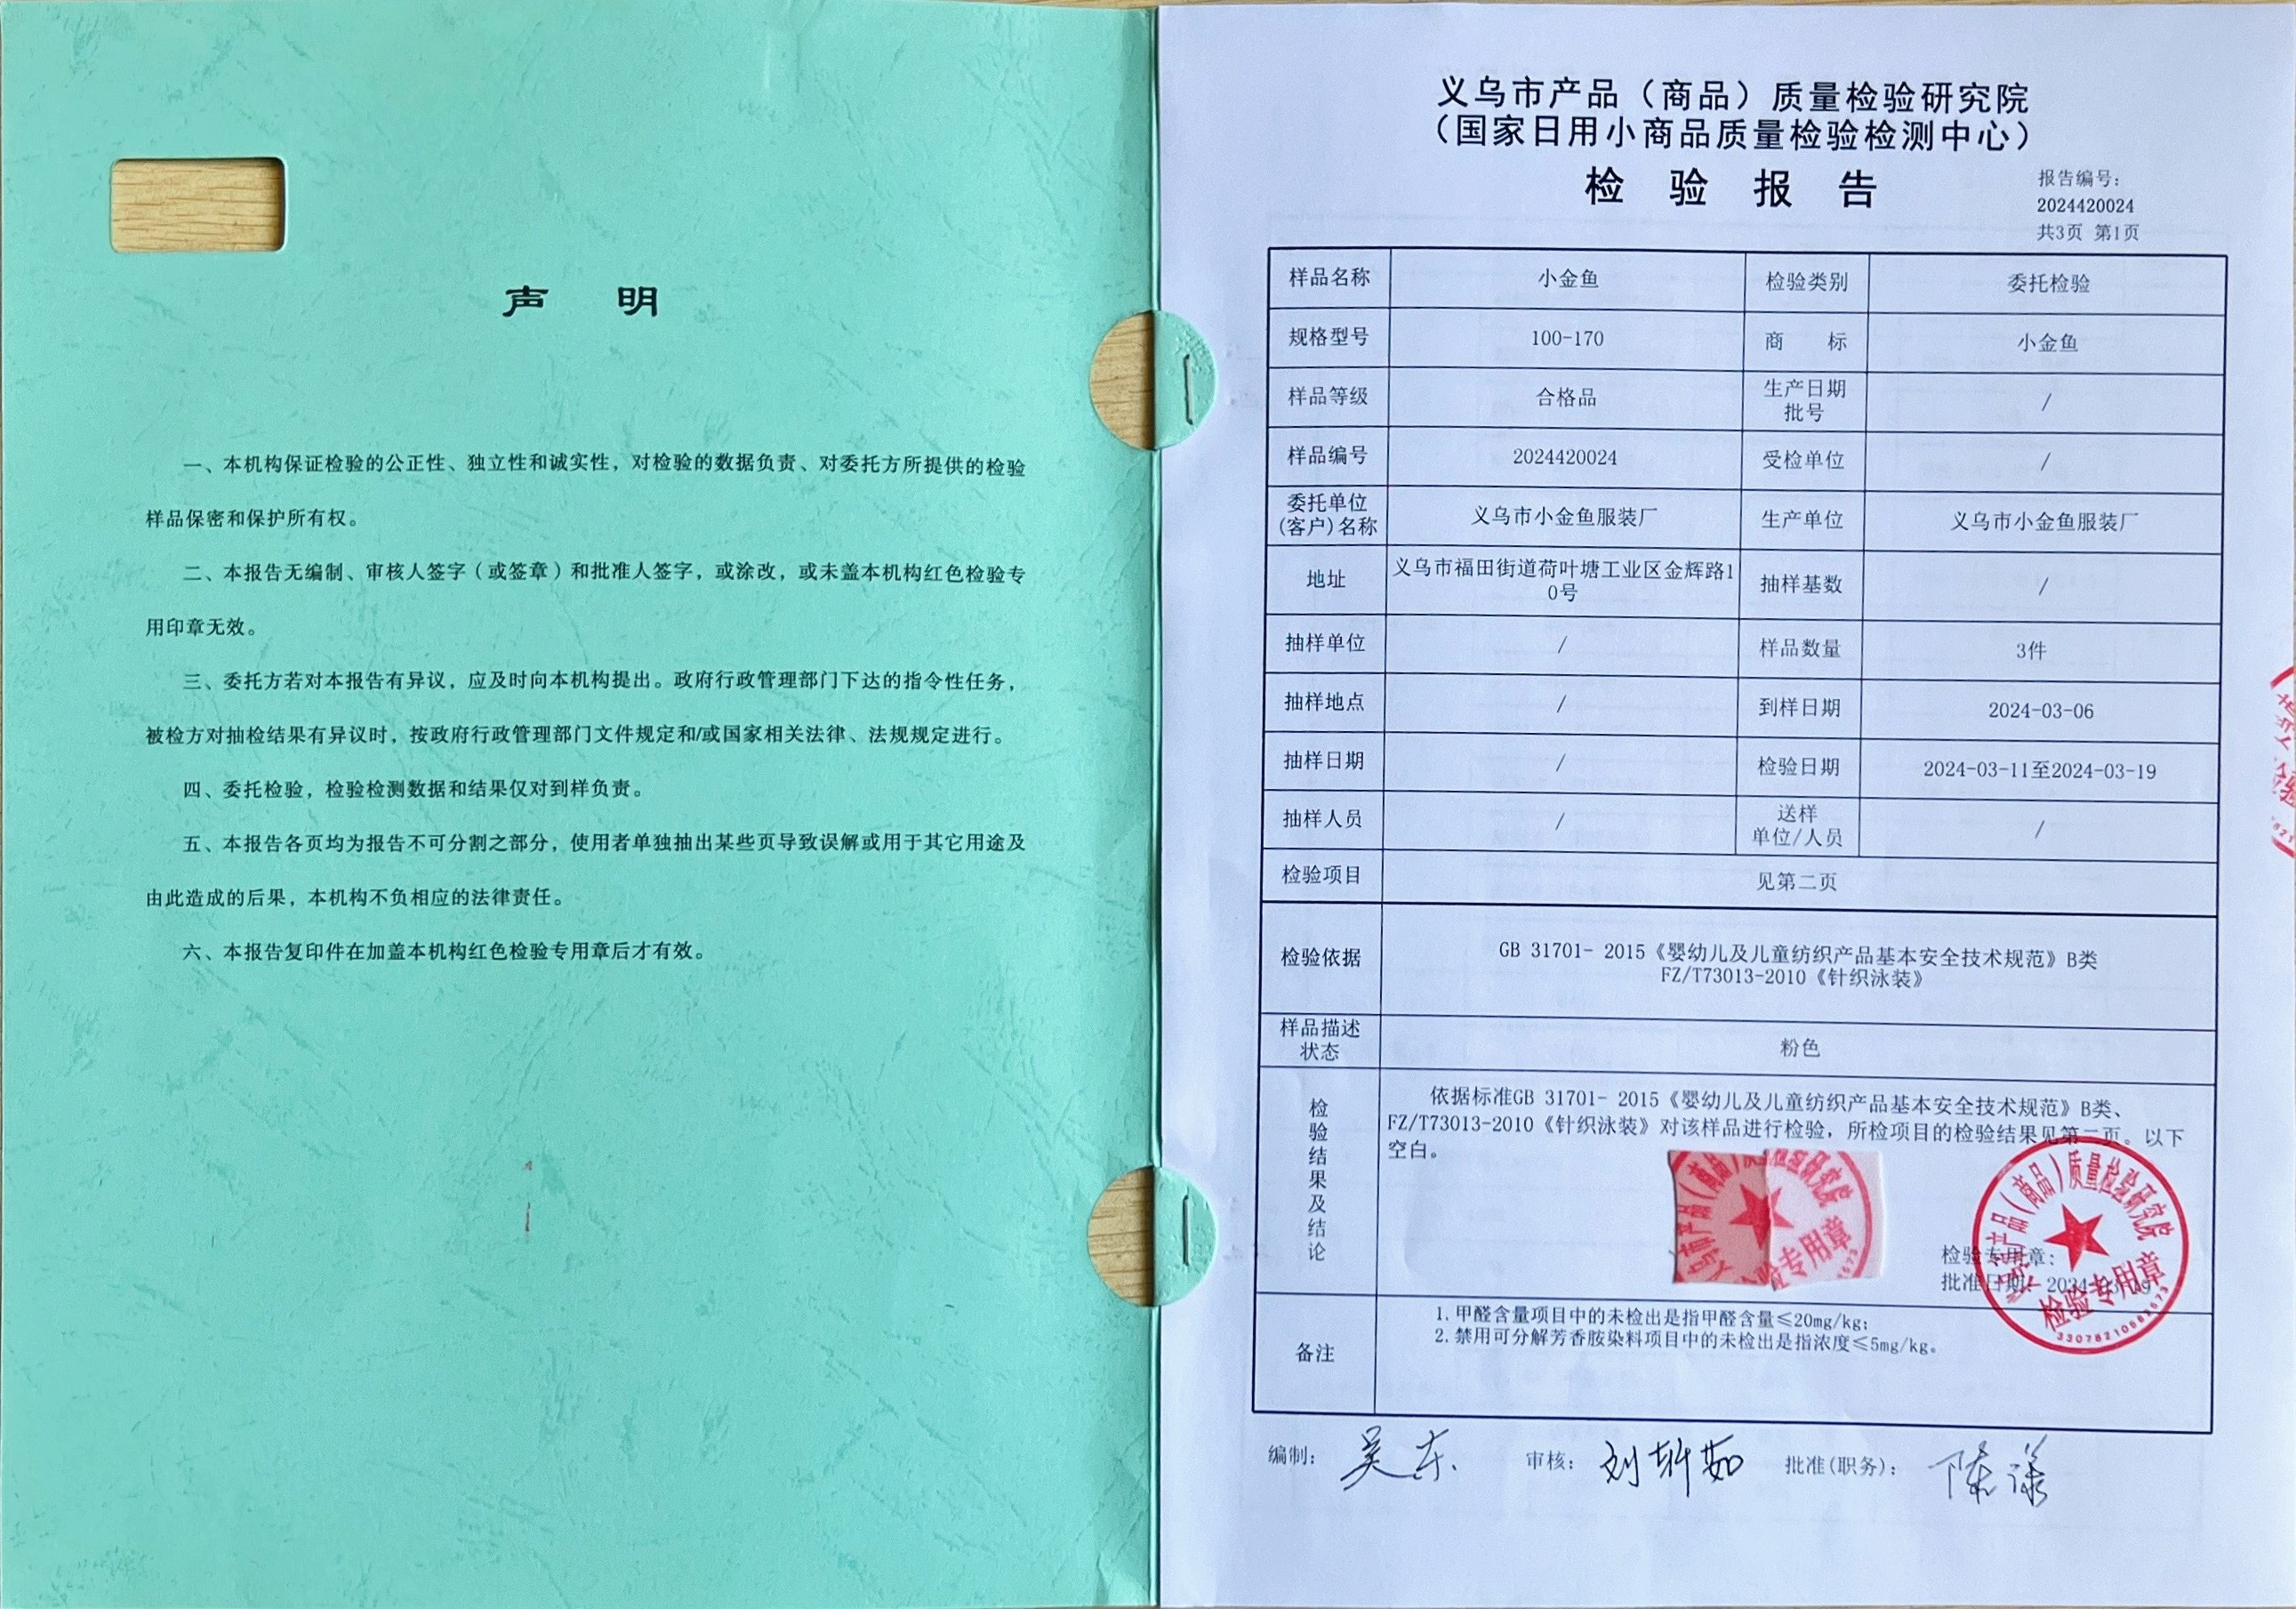 声 明
一、本机构保证检验的公正性、独立性和诚实性，对检验的数据负责、对委托方所提供的检验
样品保密和保护所有权。
二、本报告无编制、审核人签字（或签章）和批准人签字，或涂改，或未盖本机构红色检验专
用印章无效。
三、委托方若对本报告有异议，应及时向本机构提出。政府行政管理部门下达的指令性任务，
被检方对抽检结果有异议时，按政府行政管理部门文件规定和/或国家相关法律、法规规定进行。
四、委托检验，检验检测数据和结果仅对到样负责。
五、本报告各页均为报告不可分割之部分，使用者单独抽出某些页导致误解或用于其它用途及
由此造成的后果，本机构不负相应的法律责任。
六、本报告复印件在加盖本机构红色检验专用章后才有效。
义乌市产品（商品）质量检验研究院
（国家日用小商品质量检验检测中心）
检 验 报 告
报告编号：
2024420024
共3页 第1页
样品名称 小金鱼 检验类别 委托检验
规格型号 100-170 商 标 小金鱼
样品等级 合格品 生产日期
批号 /
样品编号 2024420024 受检单位 /
委托单位
(客户)名称 义乌市小金鱼服装厂 生产单位 义乌市小金鱼服装厂
地址 义乌市福田街道荷叶塘工业区金辉路1
0号 抽样基数 /
抽样单位 / 样品数量 3件
抽样地点 / 到样日期 2024-03-06
抽样日期 / 检验日期 2024-03-11至2024-03-19
抽样人员 / 送样
单位/人员 /
检验项目 见第二页
检验依据 GB 31701- 2015《婴幼儿及儿童纺织产品基本安全技术规范》B类
FZ/T73013-2010《针织泳装》
样品描述
状态 粉色
检验结果及结论
依据标准GB 31701- 2015《婴幼儿及儿童纺织产品基本安全技术规范》B类、
FZ/T73013-2010《针织泳装》对该样品进行检验，所检项目的检验结果见第二页。以下
空白。
检验专用章：
批准日期：
产品（商品）质量检验研究院
检验专用章
备注 1.甲醛含量项目中的未检出是指甲醛含量≤20mg/kg；
2.禁用可分解芳香胺染料项目中的未检出是指浓度≤5mg/kg。
编制： 吴东 审核： 批准(职务)：